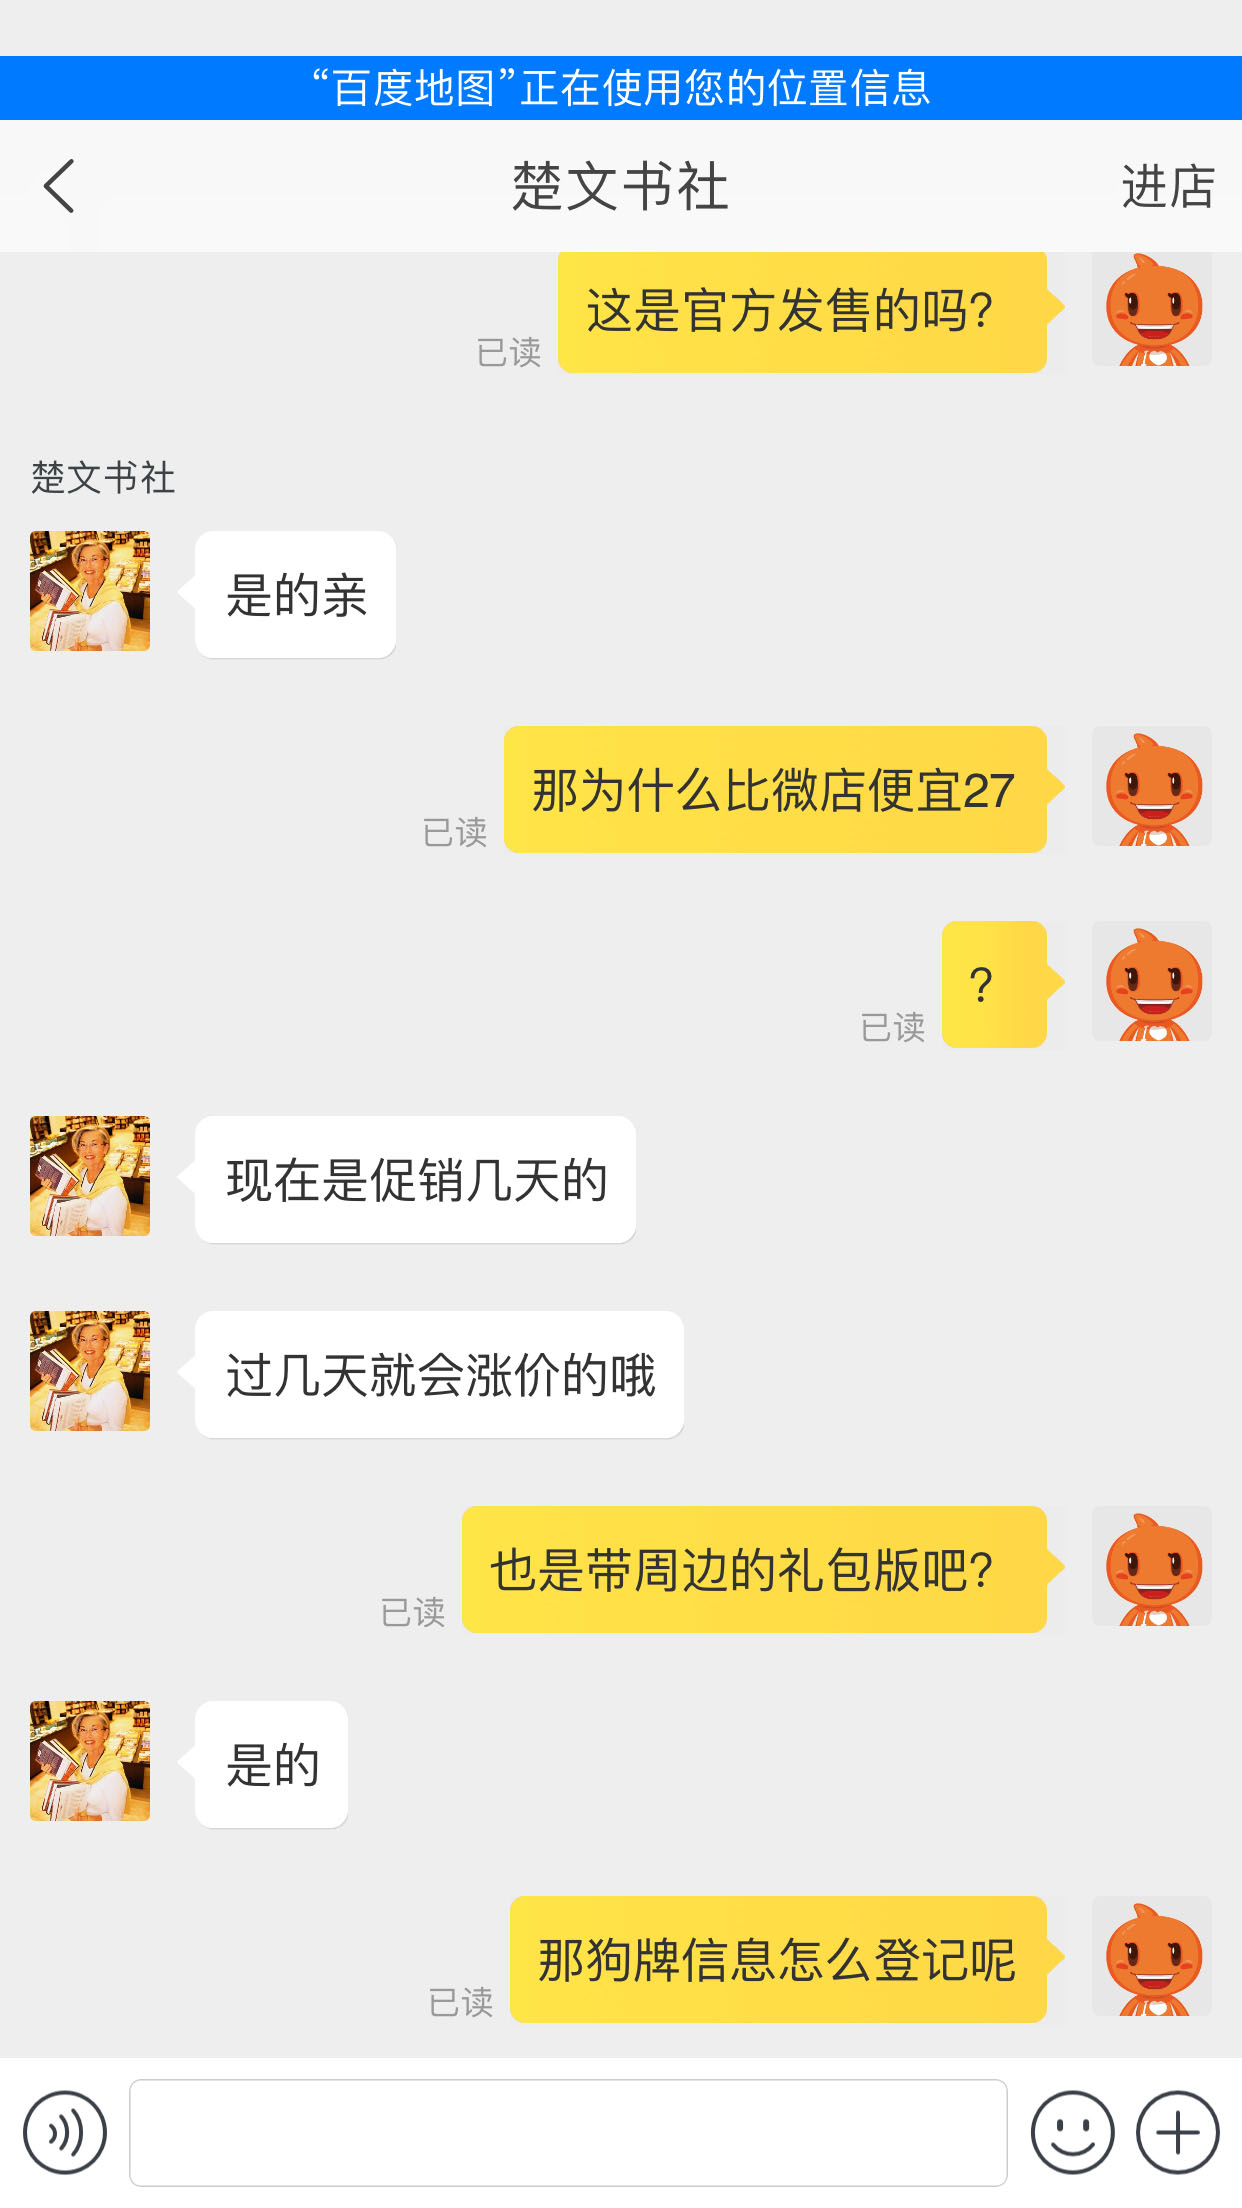 “百度地图”正在使用您的位置信息
楚文书社
进店
这是官方发售的吗?
已读
楚文书社
是的亲
那为什么比微店便宜27
已读
?
已读
现在是促销几天的
过几天就会涨价的哦
也是带周边的礼包版吧?
已读
是的
那狗牌信息怎么登记呢
已读